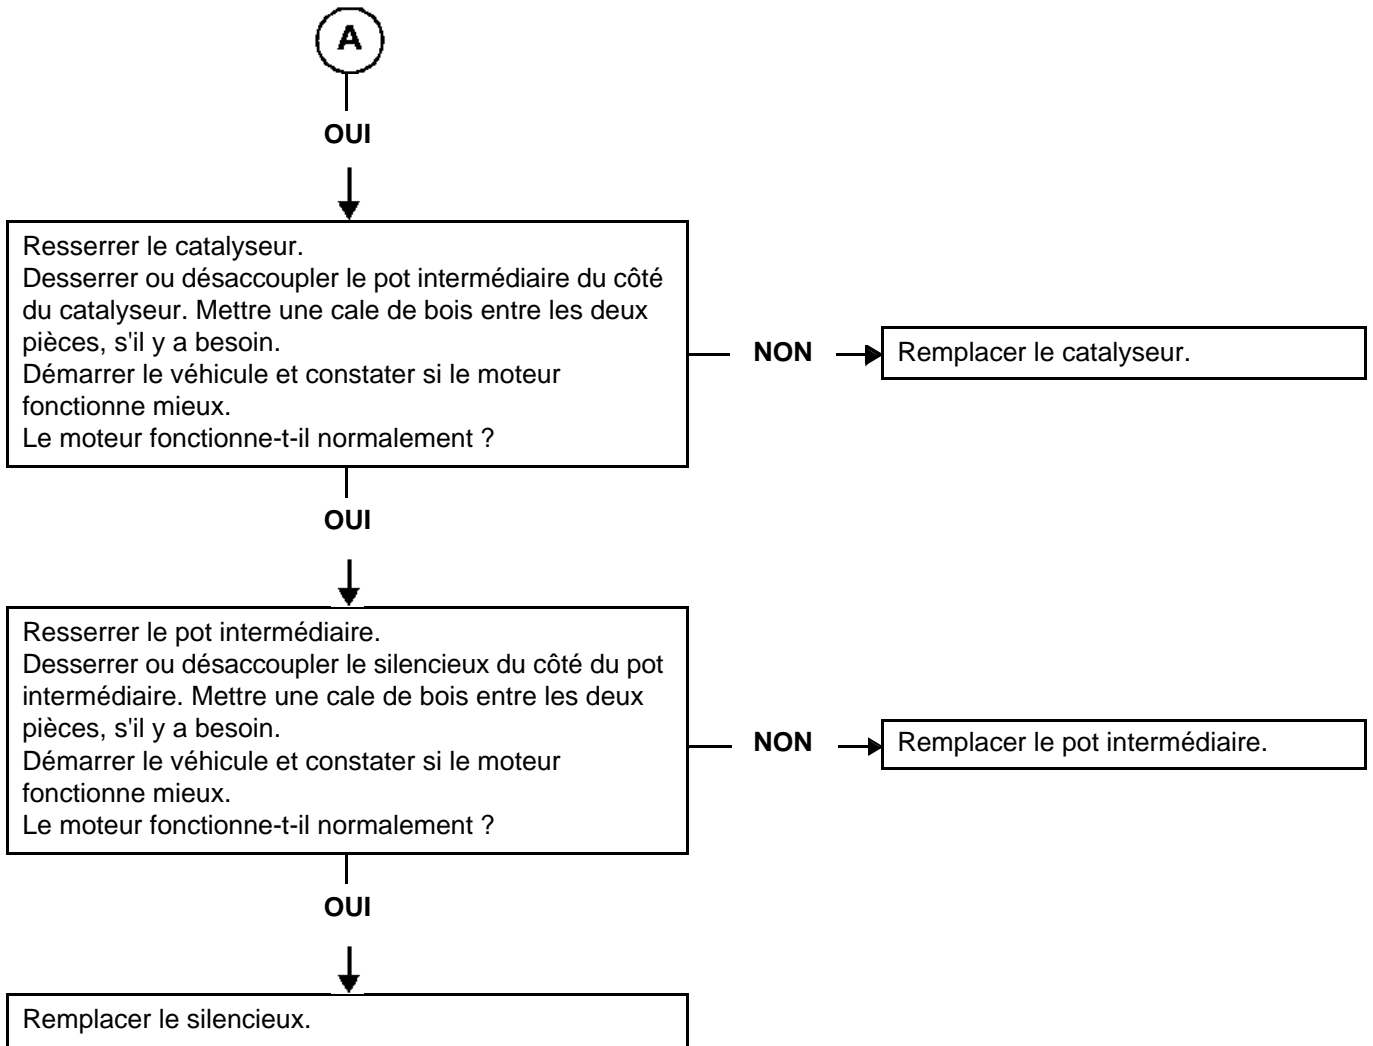 A
OUI
Resserrer le catalyseur.
Desserrer ou désaccoupler le pot intermédiaire du côté
du catalyseur. Mettre une cale de bois entre les deux
pièces, s'il y a besoin.
Démarrer le véhicule et constater si le moteur
fonctionne mieux.
Le moteur fonctionne-t-il normalement ?
NON
Remplacer le catalyseur.
OUI
Resserrer le pot intermédiaire.
Desserrer ou désaccoupler le silencieux du côté du pot
intermédiaire. Mettre une cale de bois entre les deux
pièces, s'il y a besoin.
Démarrer le véhicule et constater si le moteur
fonctionne mieux.
Le moteur fonctionne-t-il normalement ?
NON
Remplacer le pot intermédiaire.
OUI
Remplacer le silencieux.